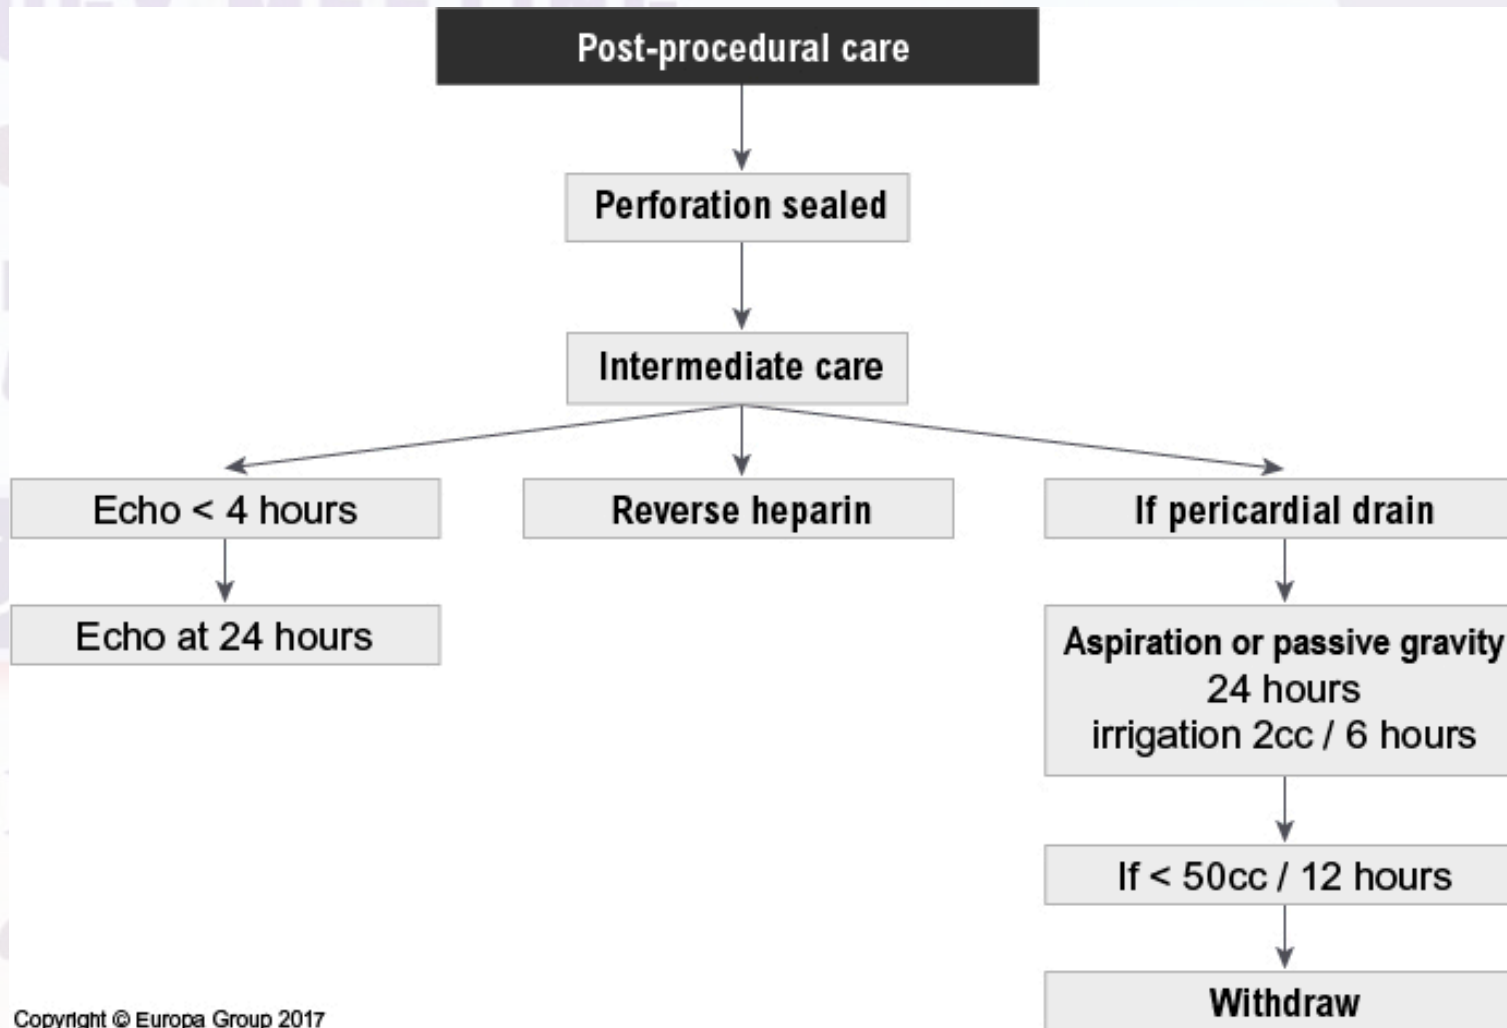 Post-procedural care
Perforation sealed
Intermediate care
Echo < 4 hours
Reverse heparin
If pericardial drain
Echo at 24 hours
Aspiration or passive gravity
24 hours
irrigation 2cc / 6 hours
If < 50cc / 12 hours
Withdraw
Copyright © Europa Group 2017